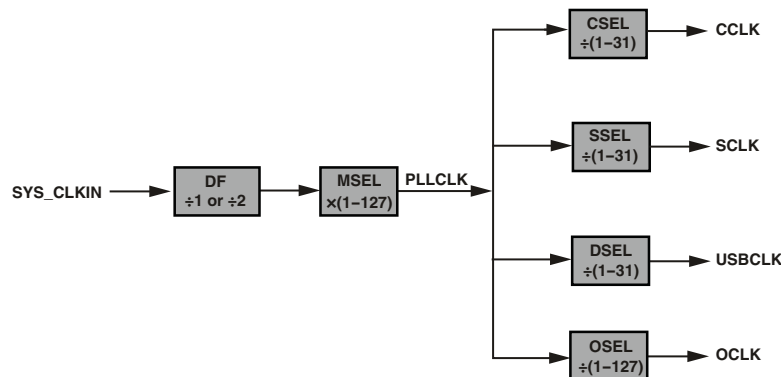 CSEL
÷(1–31)
CCLK
SSEL
÷(1–31)
SCLK
SYS_CLKIN
DF
÷1 or ÷2
MSEL
×(1–127)
PLLCLK
DSEL
÷(1–31)
USBCLK
OSEL
÷(1–127)
OCLK